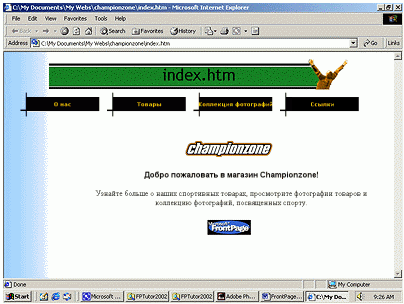 C:\My Documents\My Webs\championzone\index.htm - Microsoft Internet Explorer
File Edit View Favorites Tools Help
Back Search Favorites History
Address C:\My Documents\My Webs\championzone\index.htm Go Links
index.htm
О нас Товары Коллекция фотографий Ссылки
championzone
Добро пожаловать в магазин Championzone!
Узнайте больше о наших спортивных товарах, просмотрите фотографии товаров и
коллекцию фотографий, посвященных спорту.
Microsoft
FrontPage
Done My Computer
Start Microsoft ... FPTutor2002 FPTutor2002 Adobe Ph... FrontPage... C:\My D... 9:26 AM